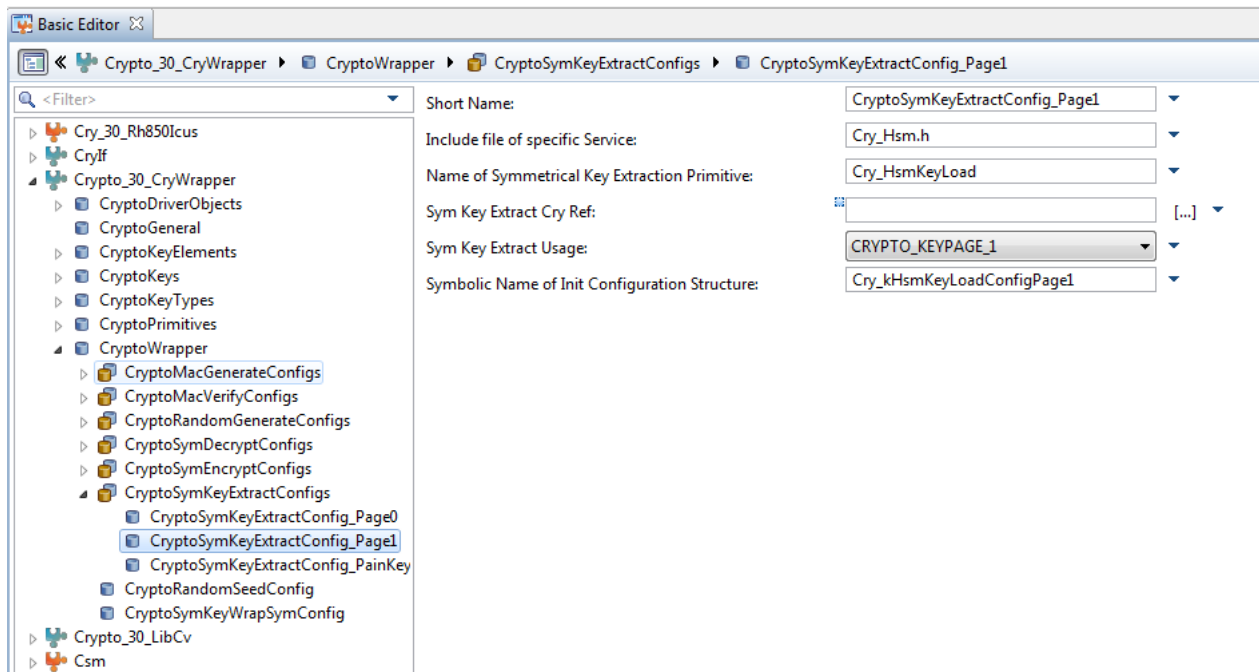 Basic Editor
Crypto_30_CryWrapper CryptoWrapper CryptoSymKeyExtractConfigs CryptoSymKeyExtractConfig_Page1
<Filter>
Cry_30_Rh850Icus
CryIf
Crypto_30_CryWrapper
CryptoDriverObjects
CryptoGeneral
CryptoKeyElements
CryptoKeys
CryptoKeyTypes
CryptoPrimitives
CryptoWrapper
CryptoMacGenerateConfigs
CryptoMacVerifyConfigs
CryptoRandomGenerateConfigs
CryptoSymDecryptConfigs
CryptoSymEncryptConfigs
CryptoSymKeyExtractConfigs
CryptoSymKeyExtractConfig_Page0
CryptoSymKeyExtractConfig_Page1
CryptoSymKeyExtractConfig_PainKey
CryptoRandomSeedConfig
CryptoSymKeyWrapSymConfig
Crypto_30_LibCv
Csm
Short Name: CryptoSymKeyExtractConfig_Page1
Include file of specific Service: Cry_Hsm.h
Name of Symmetrical Key Extraction Primitive: Cry_HsmKeyLoad
Sym Key Extract Cry Ref: [...]
Sym Key Extract Usage: CRYPTO_KEYPAGE_1
Symbolic Name of Init Configuration Structure: Cry_kHsmKeyLoadConfigPage1